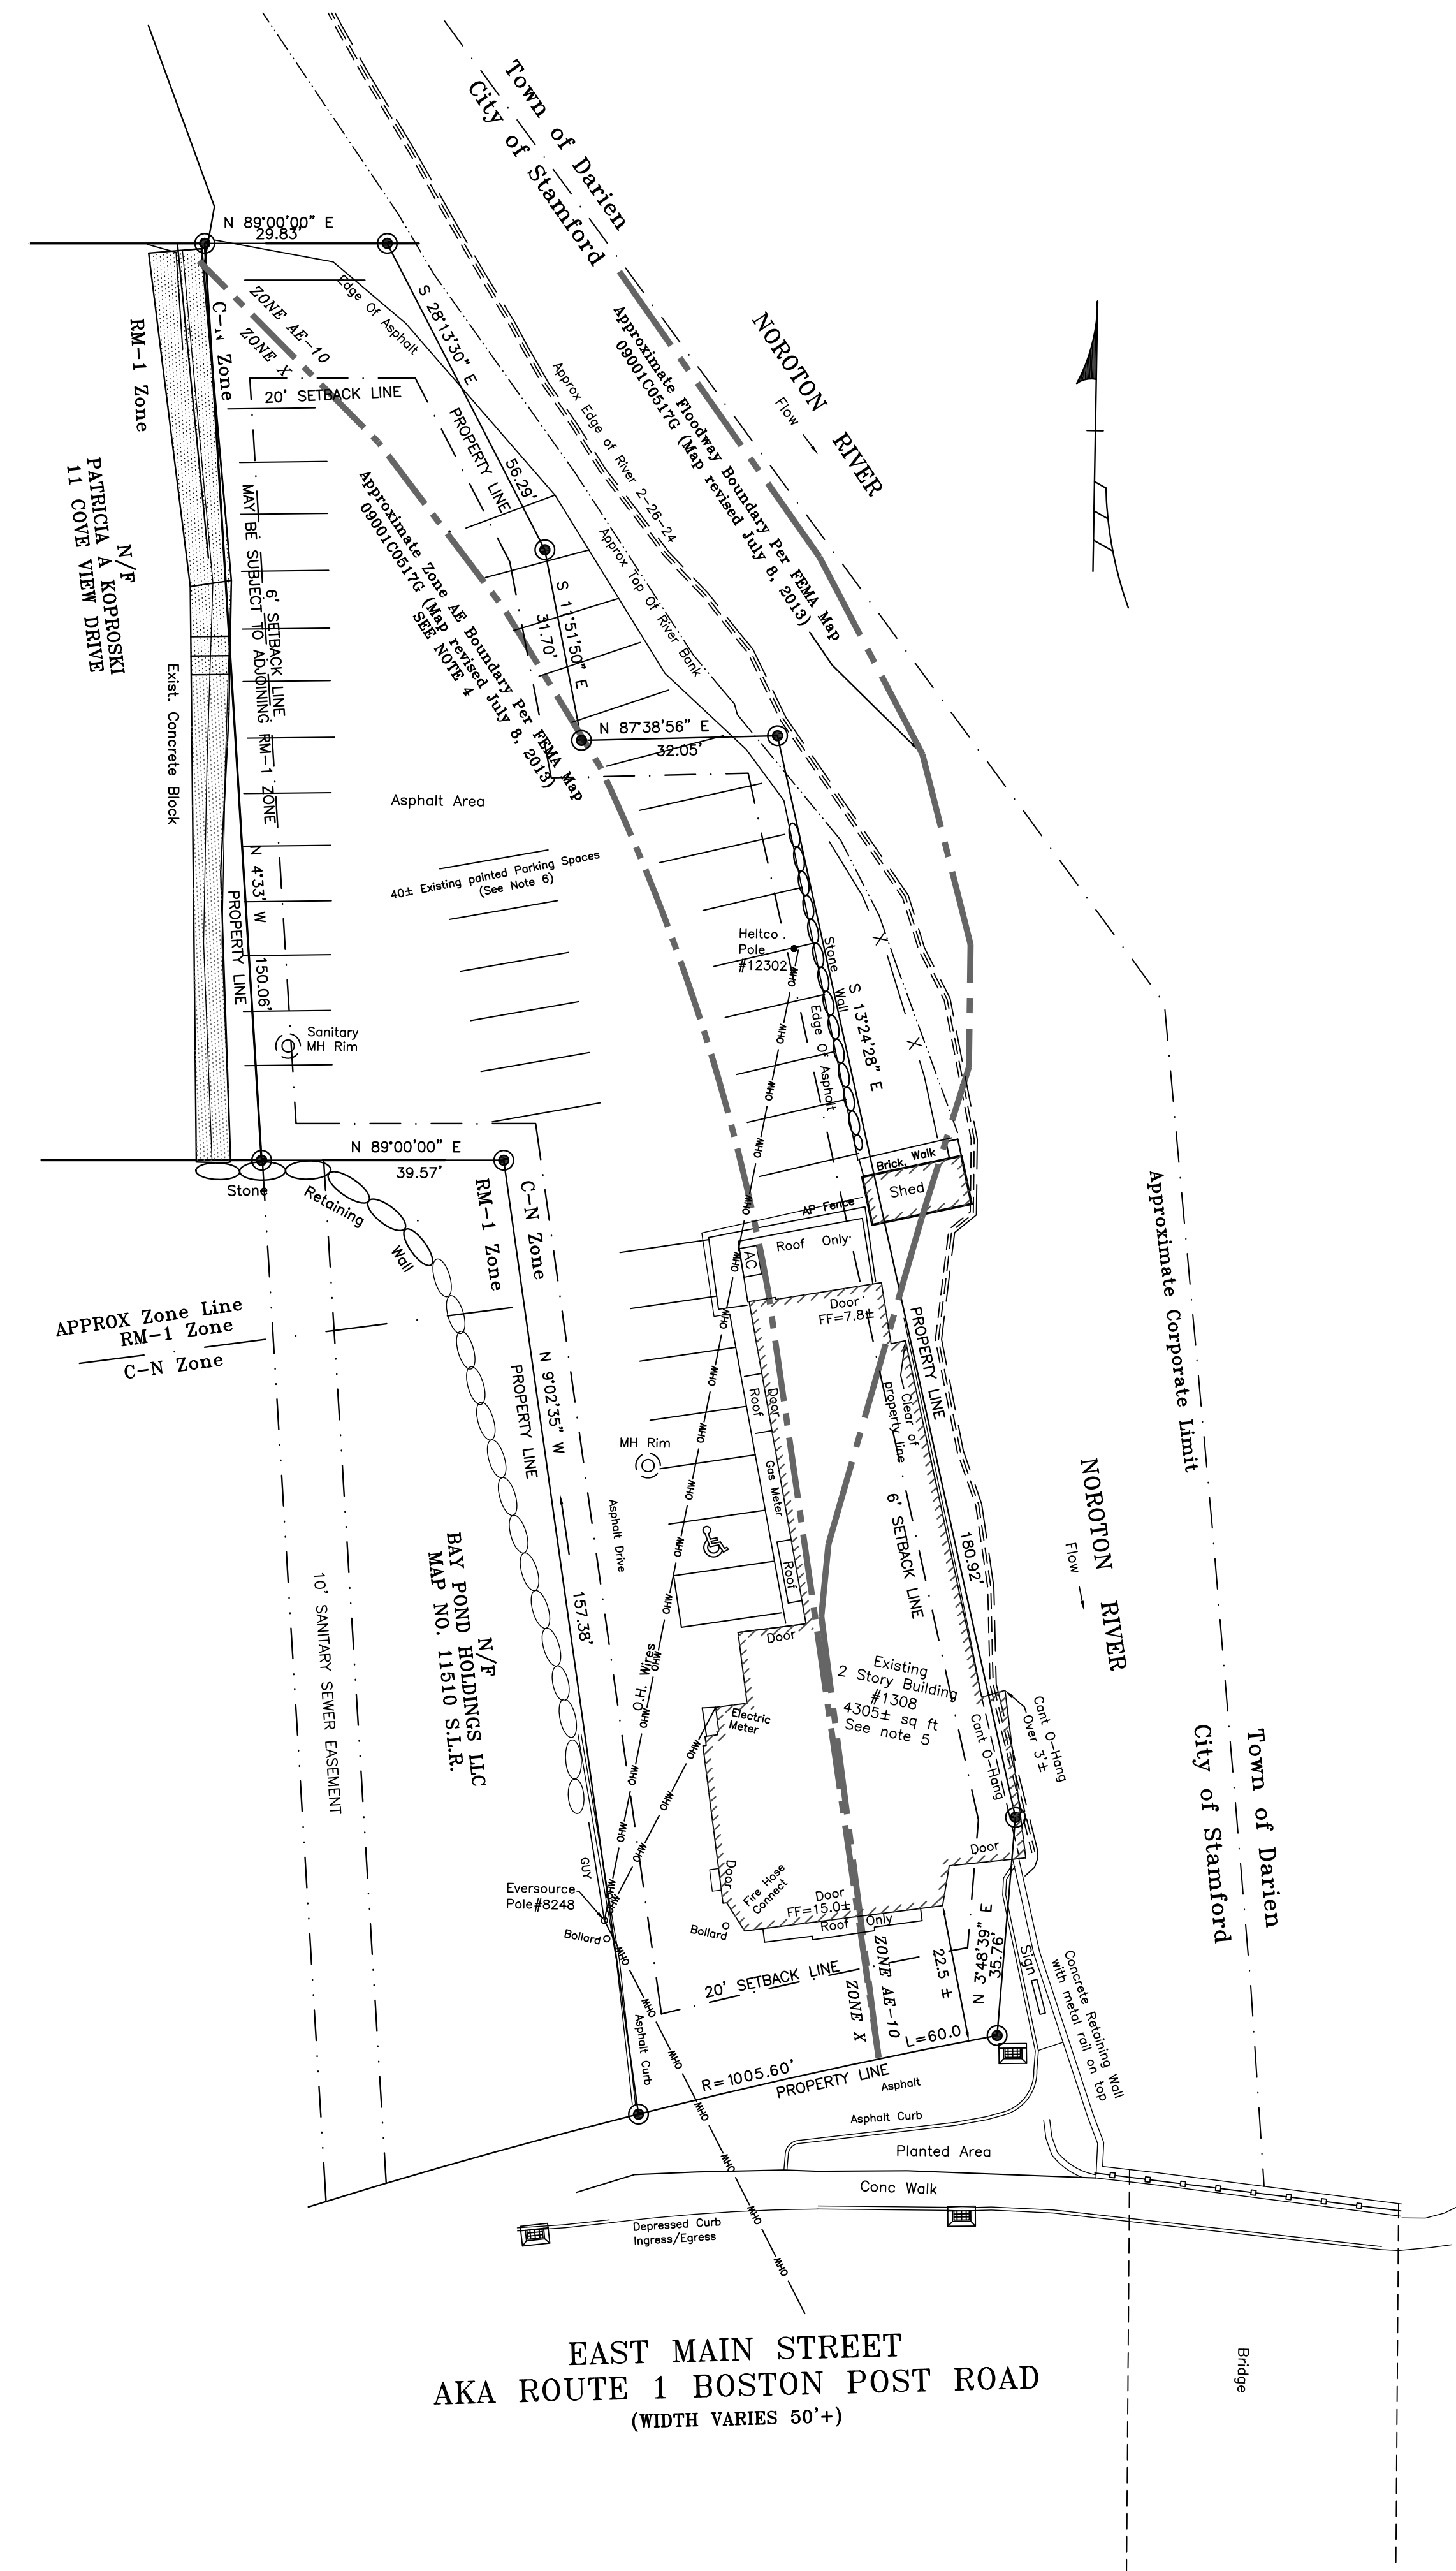 Town of Darien
City of Stamford
N 89°00'00" E
29.83'
Edge Of Asphalt
S 28°13'30" E
56.29'
PROPERTY LINE
ZONE AE-10
ZONE X
C-N Zone
RM-1 Zone
20' SETBACK LINE
NOROTON RIVER
Flow
Approximate Floodway Boundary Per FEMA Map
09001C0517G (Map revised July 8, 2013)
Approx Edge of River 2-26-24
Approx Top Of River Bank
Approximate Zone AE Boundary Per FEMA Map
09001C0517G (Map revised July 8, 2013)
SEE NOTE 4
N/F
PATRICIA A KOPROSKI
11 COVE VIEW DRIVE
Exist. Concrete Block
6' SETBACK LINE
MAY BE SUBJECT TO ADJOINING RM-1 ZONE
S 11°51'50" E
31.70'
N 87°38'56" E
32.05'
Asphalt Area
40± Existing painted Parking Spaces
(See Note 6)
N 4°33' W
150.06'
PROPERTY LINE
Heltco
Pole
#12302
Stone Wall
Edge Of Asphalt
S 13°24'28" E
Sanitary
MH Rim
N 89°00'00" E
39.57'
Stone Retaining Wall
RM-1 Zone
C-N Zone
Brick. Walk
Shed
AP Fence
AC
Roof Only
Door
FF=7.8±
APPROX Zone Line
RM-1 Zone
C-N Zone
Approximate Corporate Limit
PROPERTY LINE
N 9°02'35" W
PROPERTY LINE
157.38'
Roof
Door
Clear of
property line
MH Rim
Gas Meter
Roof
Asphalt Drive
6' SETBACK LINE
180.92'
NOROTON RIVER
Flow
N/F
BAY POND HOLDINGS LLC
MAP NO. 11510 S.L.R.
10' SANITARY SEWER EASEMENT
Door
O.H. Wires
OHW
Existing
2 Story Building
#1308
4305± sq ft
See note 5
Electric
Meter
Cant O-Hang
Cant O-Hang
Over 3'±
Town of Darien
City of Stamford
GUY
Eversource
Pole#8248
Bollard
Bollard
Door
Fire Hose
Connect
Door
FF=15.0±
Roof Only
Door
20' SETBACK LINE
ZONE AE-10
ZONE X
22.5 ±
N 3°48'39" E
35.76'
Sign
Concrete Retaining Wall
with metal rail on top
Asphalt Curb
R=1005.60'
L=60.0
PROPERTY LINE
Asphalt
Asphalt Curb
Planted Area
Conc Walk
Depressed Curb
Ingress/Egress
EAST MAIN STREET
AKA ROUTE 1 BOSTON POST ROAD
(WIDTH VARIES 50'+)
Bridge